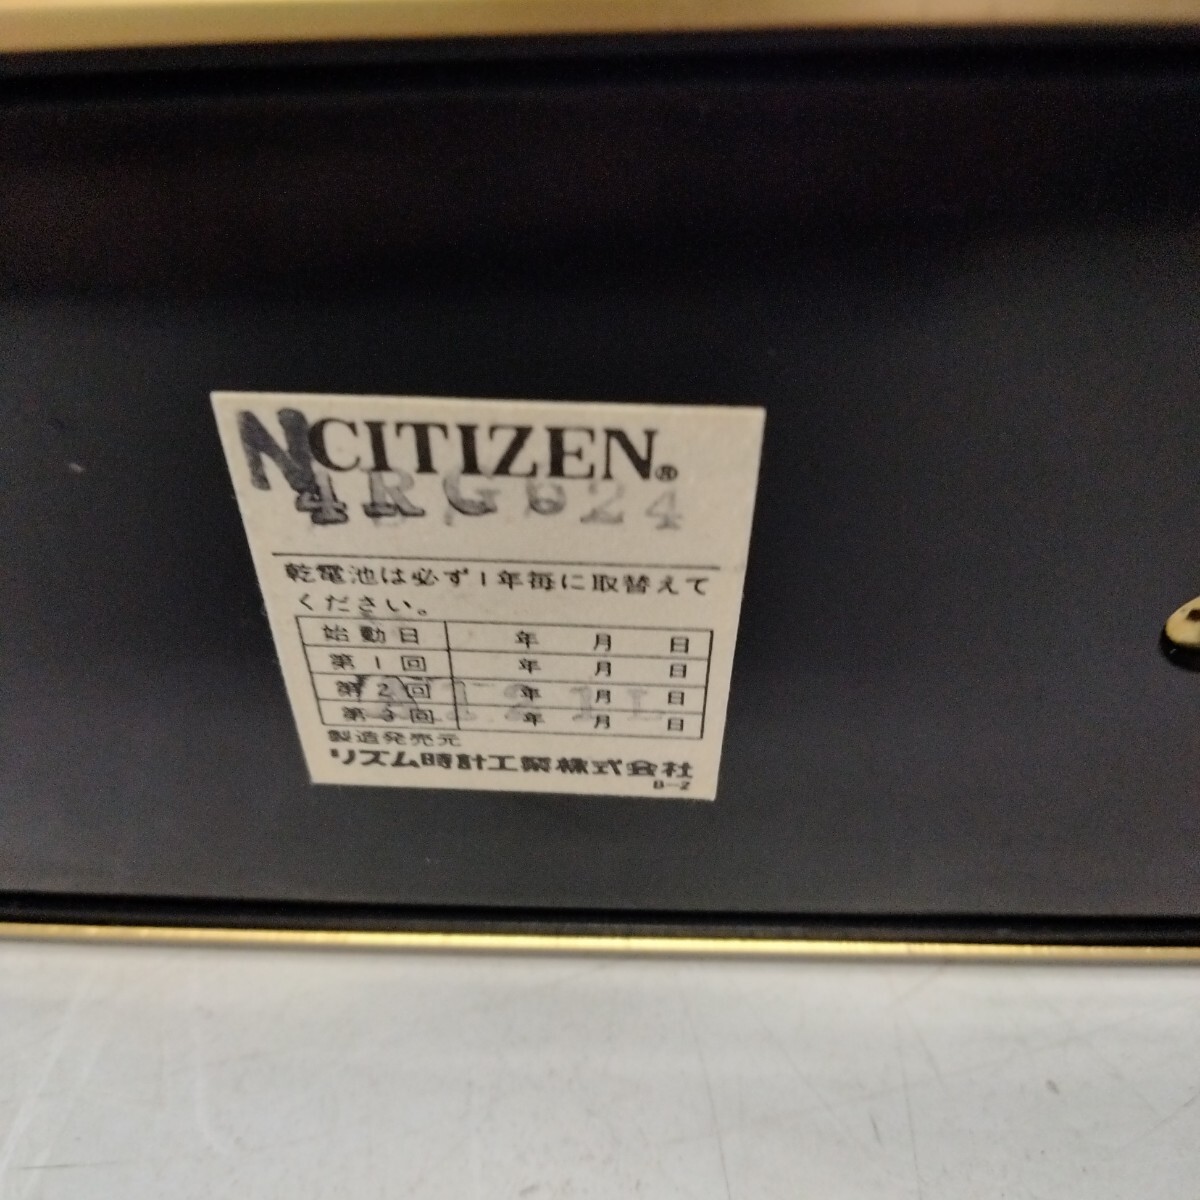 N CITIZEN®
4RG624
乾電池は必ず1年毎に取替えて
ください。
始動日 年 月 日
第1回 年 月 日
第2回 年 月 日
第3回 年 月 日
製造発売元
リズム時計工業株式会社
B-2